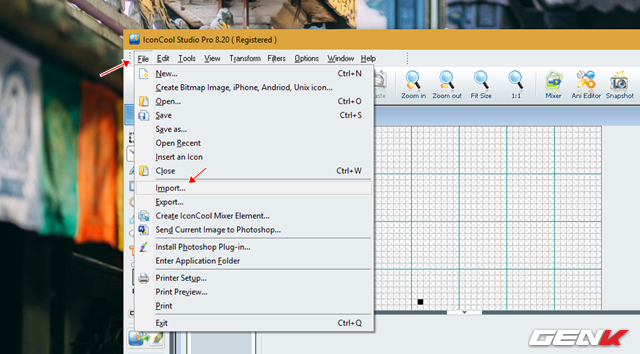 IconCool Studio Pro 8.20 ( Registered )
File Edit Tools View Transform Filters Options Window Help
New... Ctrl+N
Create Bitmap Image, iPhone, Andriod, Unix icon...
Open... Ctrl+O
Save Ctrl+S
Save as...
Open Recent
Insert an Icon
Close Ctrl+W
Import...
Export...
Create IconCool Mixer Element...
Send Current Image to Photoshop...
Install Photoshop Plug-in...
Enter Application Folder
Printer Setup...
Print Preview...
Print
Exit Ctrl+Q
Zoom in Zoom out Fit Size 1:1 Mixer Ani Editor Snapshot
GENK